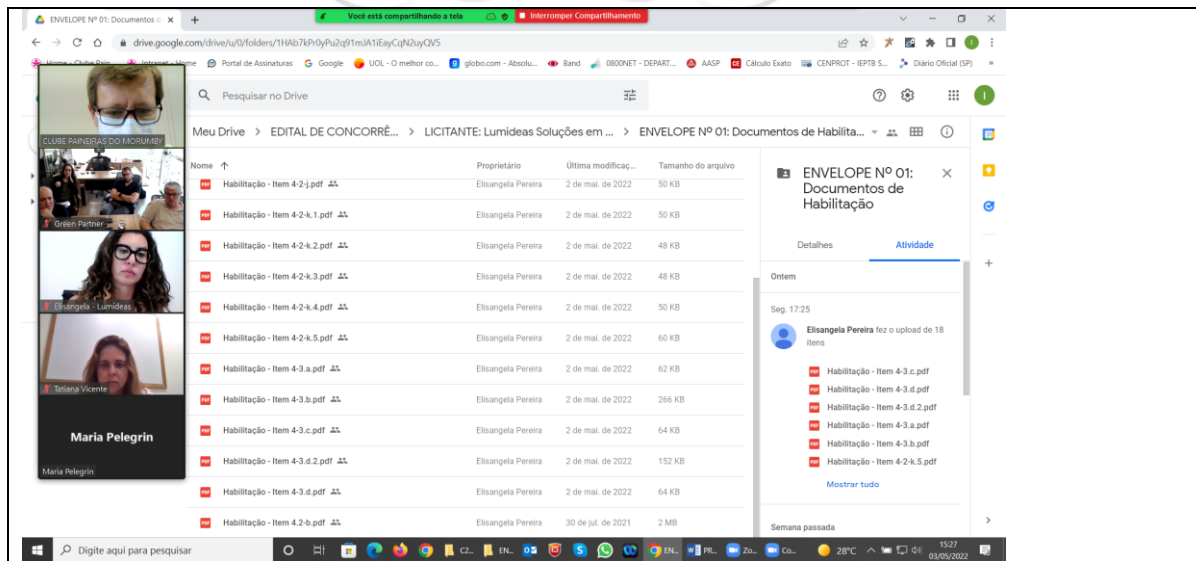 ENVELOPE Nº 01: Documentos d
Você está compartilhando a tela
Interromper Compartilhamento
drive.google.com/drive/u/0/folders/1HAb7kPr0yPu2q91mJA1iEayCqN2uyQV5
Home - Clube Pain... Intranet - Home Portal de Assinaturas Google UOL - O melhor co... globo.com - Absolu... Band 0800NET - DEPART... AASP Cálculo Exato CENPROT - IEPTB S... Diário Oficial (SP) »
Pesquisar no Drive
I
CLUBE PAINEIRAS DO MORUMBY
Green Partner
Elisangela - Lumideas
Tatiana Vicente
Maria Pelegrin
Maria Pelegrin
Meu Drive > EDITAL DE CONCORRÊ... > LICITANTE: Lumideas Soluções em ... > ENVELOPE Nº 01: Documentos de Habilita...
Nome Proprietário Última modificaç... Tamanho do arquivo
Habilitação - Item 4-2-j.pdf Elisangela Pereira 2 de mai. de 2022 50 KB
Habilitação - Item 4-2-k.1.pdf Elisangela Pereira 2 de mai. de 2022 50 KB
Habilitação - Item 4-2-k.2.pdf Elisangela Pereira 2 de mai. de 2022 48 KB
Habilitação - Item 4-2-k.3.pdf Elisangela Pereira 2 de mai. de 2022 48 KB
Habilitação - Item 4-2-k.4.pdf Elisangela Pereira 2 de mai. de 2022 50 KB
Habilitação - Item 4-2-k.5.pdf Elisangela Pereira 2 de mai. de 2022 60 KB
Habilitação - Item 4-3.a.pdf Elisangela Pereira 2 de mai. de 2022 62 KB
Habilitação - Item 4-3.b.pdf Elisangela Pereira 2 de mai. de 2022 266 KB
Habilitação - Item 4-3.c.pdf Elisangela Pereira 2 de mai. de 2022 64 KB
Habilitação - Item 4-3.d.2.pdf Elisangela Pereira 2 de mai. de 2022 152 KB
Habilitação - Item 4-3.d.pdf Elisangela Pereira 2 de mai. de 2022 64 KB
Habilitação - Item 4.2-b.pdf Elisangela Pereira 30 de jul. de 2021 2 MB
ENVELOPE Nº 01:
Documentos de
Habilitação
Detalhes Atividade
Ontem
Seg. 17:25
Elisangela Pereira fez o upload de 18
itens
Habilitação - Item 4-3.c.pdf
Habilitação - Item 4-3.d.pdf
Habilitação - Item 4-3.d.2.pdf
Habilitação - Item 4-3.a.pdf
Habilitação - Item 4-3.b.pdf
Habilitação - Item 4-2-k.5.pdf
Mostrar tudo
Semana passada
Digite aqui para pesquisar
CZ... EN... EN... PR... Zo... Co...
28°C
15:27
03/05/2022